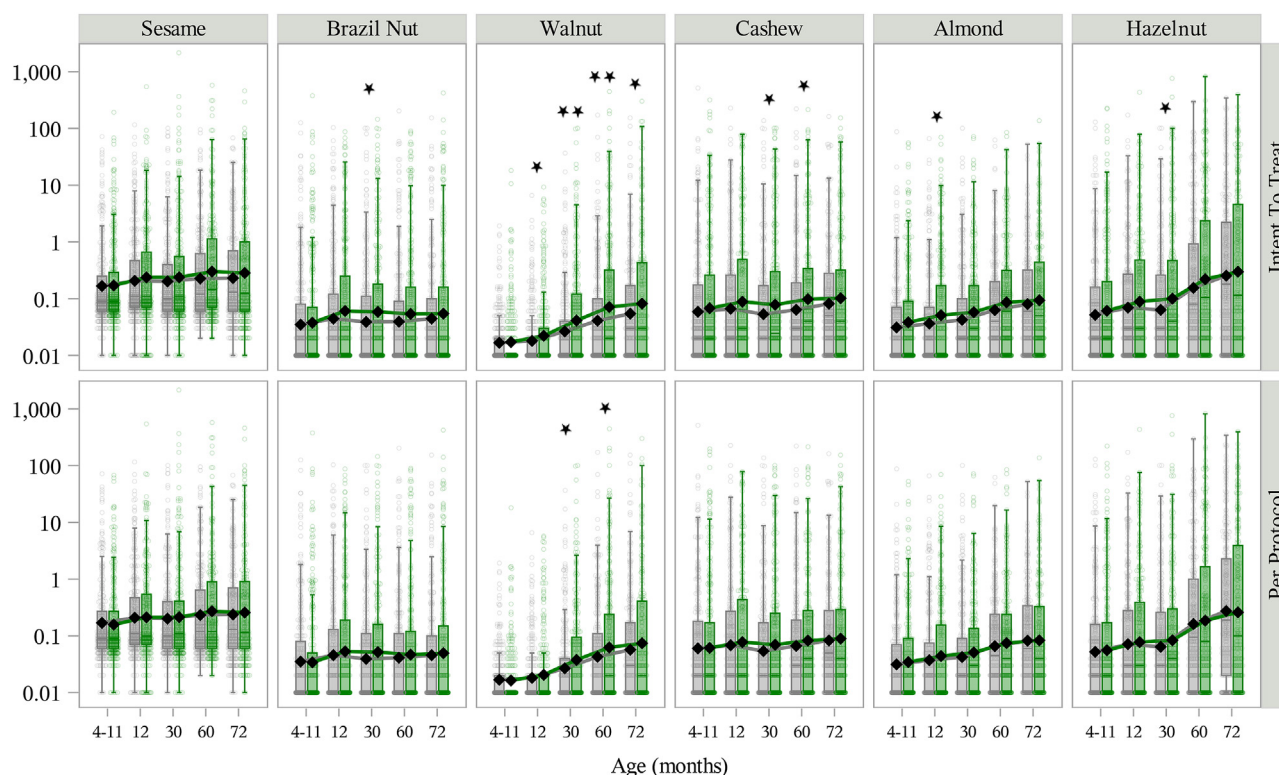 Sesame Brazil Nut Walnut Cashew Almond Hazelnut
1,000
100
10
1
0.1
0.01
Intent To Treat
1,000
100
10
1
0.1
0.01
Per Protocol
4-11 12 30 60 72 4-11 12 30 60 72 4-11 12 30 60 72 4-11 12 30 60 72 4-11 12 30 60 72 4-11 12 30 60 72
Age (months)